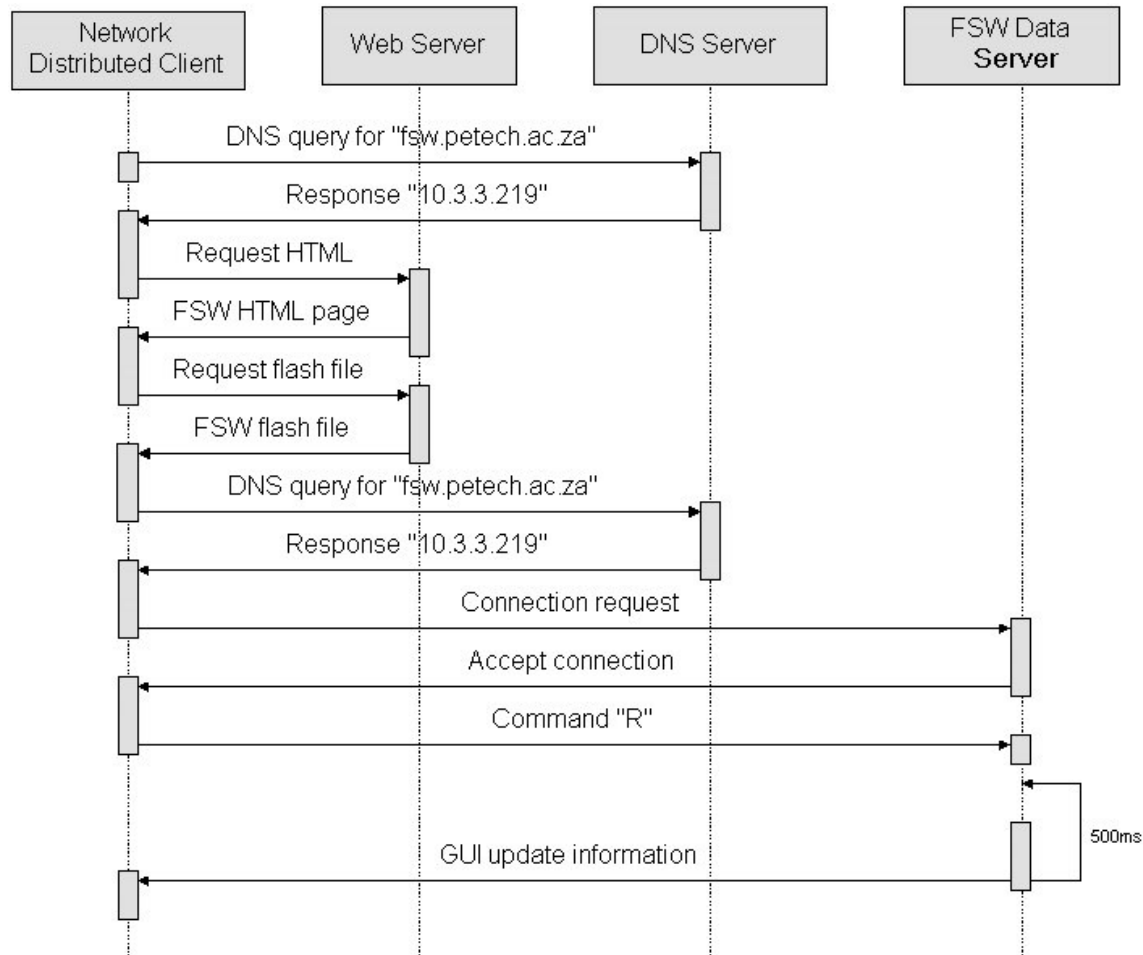 Network
Distributed Client
Web Server
DNS Server
FSW Data
Server
DNS query for "fsw.petech.ac.za"
Response "10.3.3.219"
Request HTML
FSW HTML page
Request flash file
FSW flash file
DNS query for "fsw.petech.ac.za"
Response "10.3.3.219"
Connection request
Accept connection
Command "R"
500ms
GUI update information